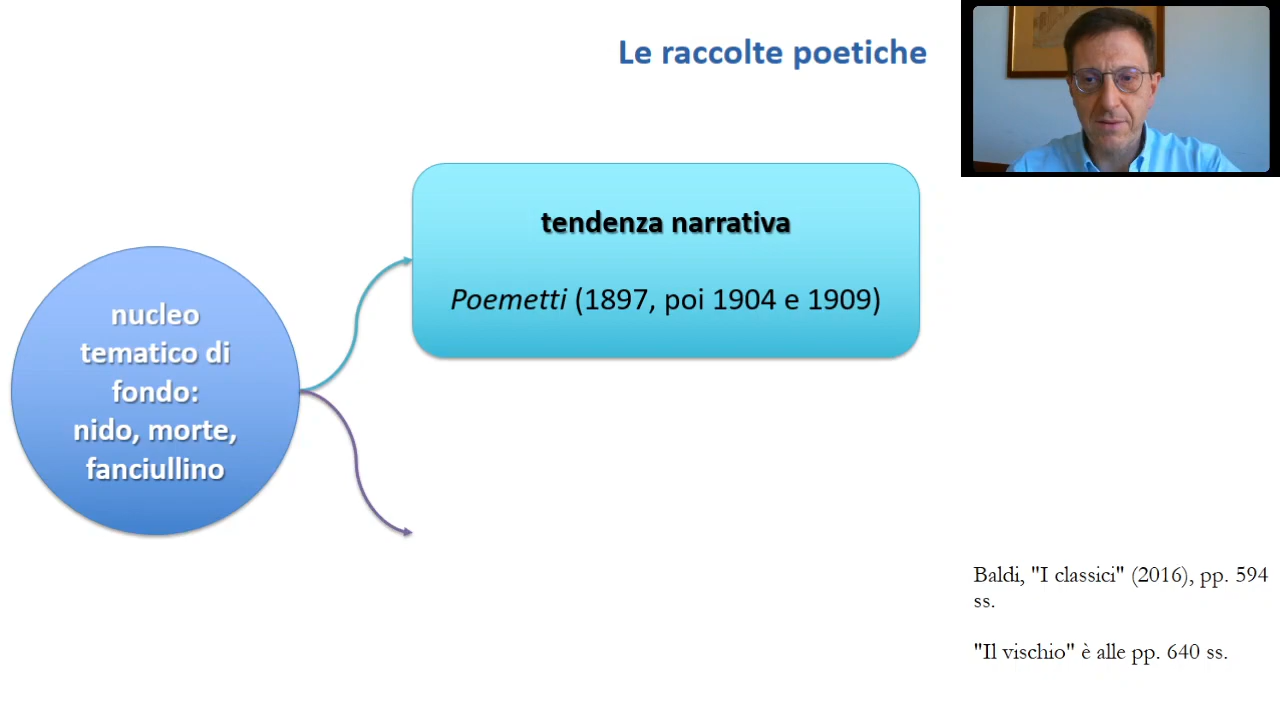 Le raccolte poetiche
tendenza narrativa
Poemetti (1897, poi 1904 e 1909)
nucleo
tematico di
fondo:
nido, morte,
fanciullino
Baldi, "I classici" (2016), pp. 594
ss.
"Il vischio" è alle pp. 640 ss.